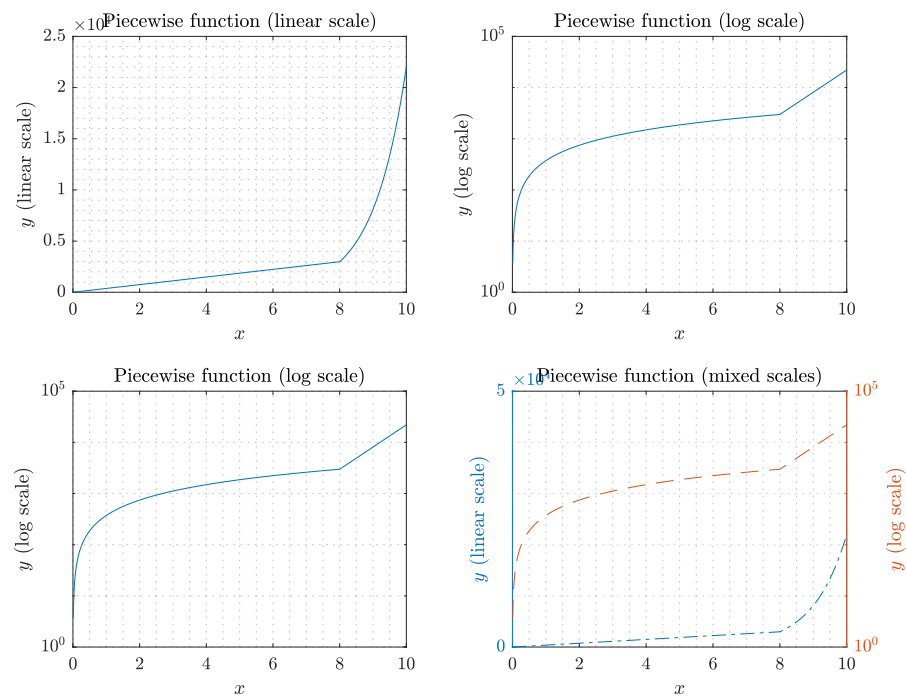 ×10
Piecewise function (linear scale)
2.5
2
1.5
1
0.5
0
0 2 4 6 8 10
x
y (linear scale)
Piecewise function (log scale)
10^5
10^0
0 2 4 6 8 10
x
y (log scale)
Piecewise function (log scale)
10^5
10^0
0 2 4 6 8 10
x
y (log scale)
×10
Piecewise function (mixed scales)
5
0
10^5
10^0
0 2 4 6 8 10
x
y (linear scale)
y (log scale)